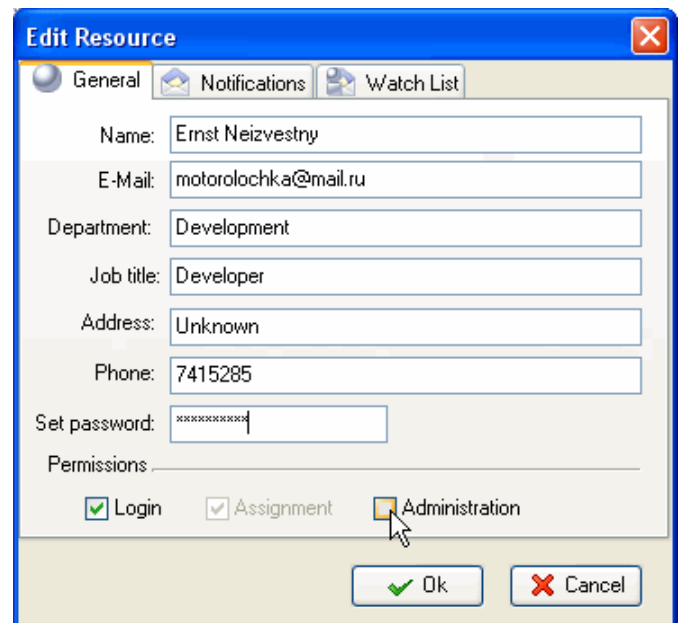 Edit Resource
General Notifications Watch List
Name: Ernst Neizvestny
E-Mail: motorolochka@mail.ru
Department: Development
Job title: Developer
Address: Unknown
Phone: 7415285
Set password: **********
Permissions
Login Assignment Administration
Ok Cancel